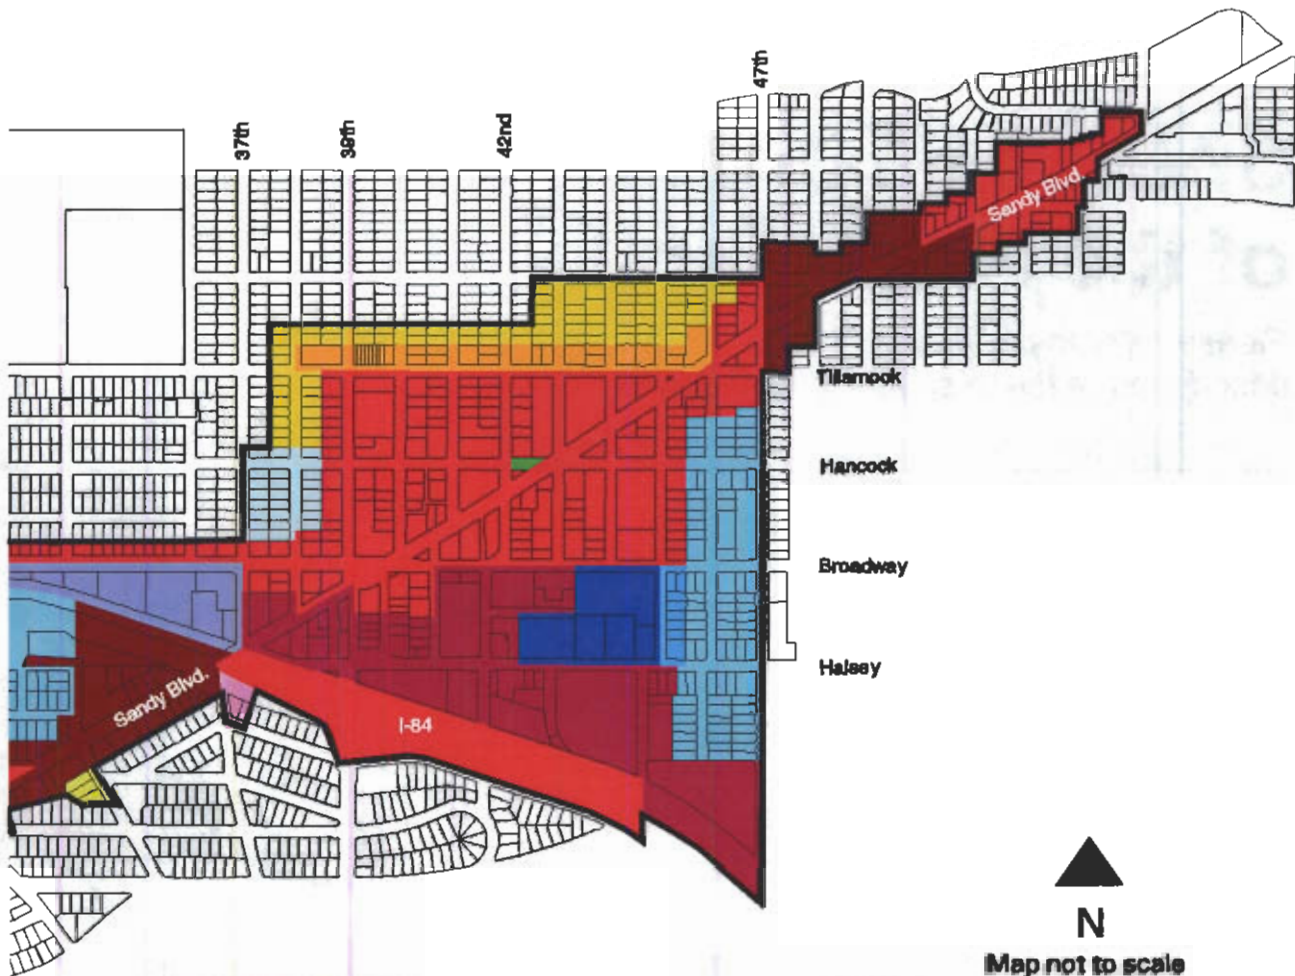 47th
37th
39th
42nd
Sandy Blvd.
Tillamook
Hancock
Broadway
Halsey
Sandy Blvd.
I-84
N
Map not to scale